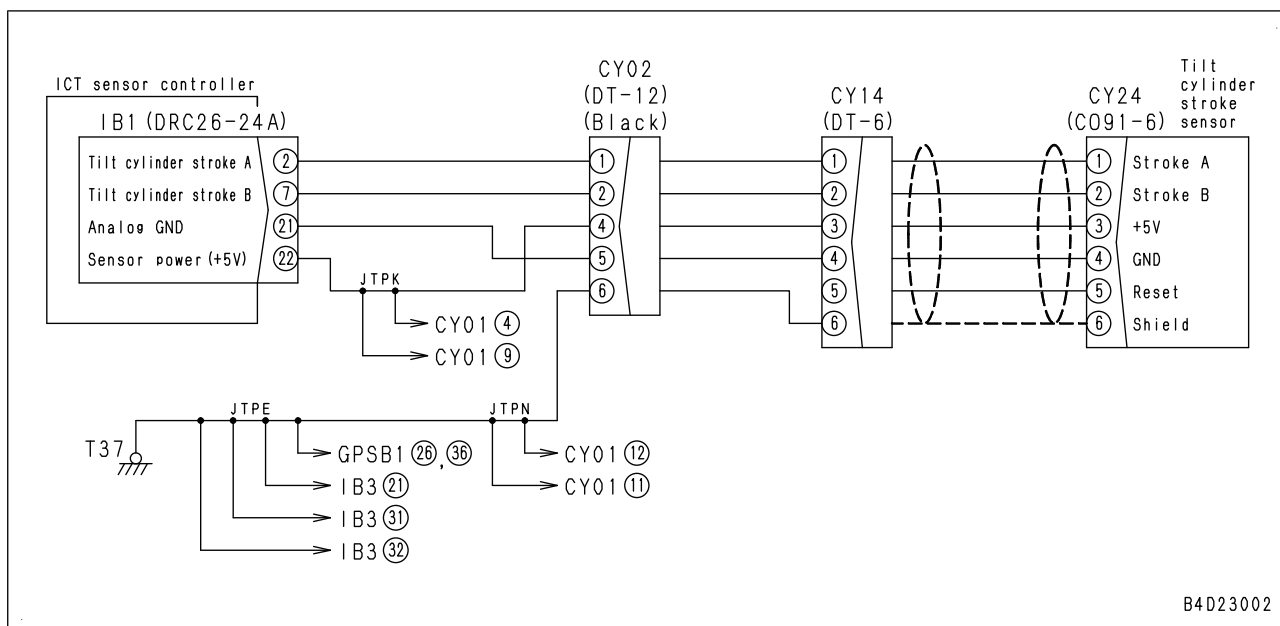 ICT sensor controller
IB1 (DRC26-24A)
Tilt cylinder stroke A ②
Tilt cylinder stroke B ⑦
Analog GND ㉑
Sensor power (+5V) ㉒
JTPK
CY01 ④
CY01 ⑨
CY02
(DT-12)
(Black)
①
②
④
⑤
⑥
CY14
(DT-6)
①
②
③
④
⑤
⑥
Tilt
cylinder
stroke
sensor
CY24
(CO91-6)
① Stroke A
② Stroke B
③ +5V
④ GND
⑤ Reset
⑥ Shield
JTPE
JTPN
T37
GPSB1 ㉖, ㊱
IB3 ㉑
IB3 ㉛
IB3 ㉜
CY01 ⑫
CY01 ⑪
B4D23002